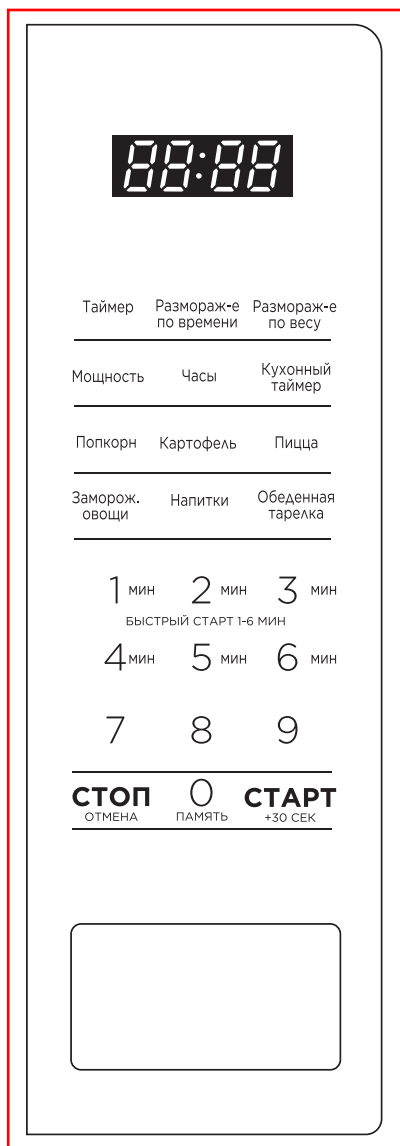 88:88
Таймер Размораж-е Размораж-е
по времени по весу
Мощность Часы Кухонный
таймер
Попкорн Картофель Пицца
Заморож. Напитки Обеденная
овощи тарелка
1 мин 2 мин 3 мин
БЫСТРЫЙ СТАРТ 1-6 МИН
4 мин 5 мин 6 мин
7 8 9
СТОП 0 СТАРТ
ОТМЕНА ПАМЯТЬ +30 СЕК